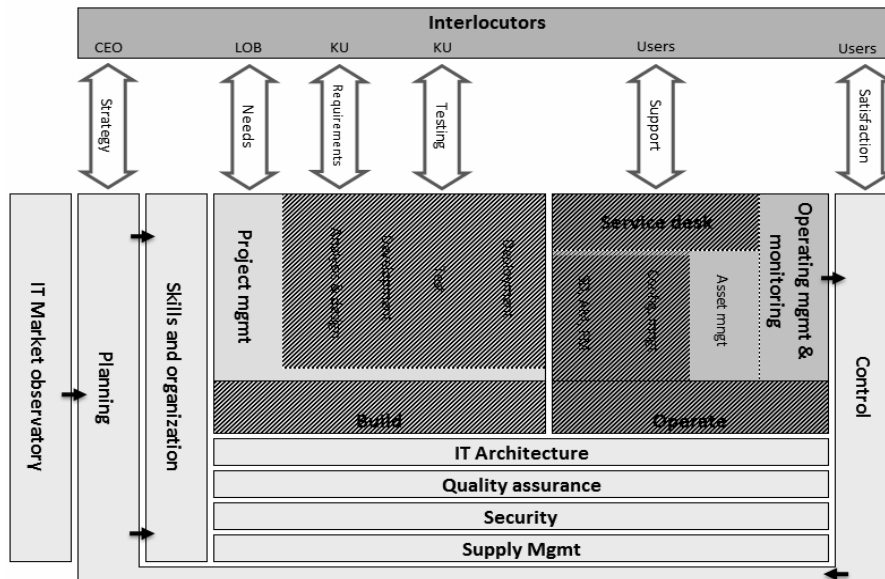 Interlocutors
CEO
LOB
KU
KU
Users
Users
Strategy
Needs
Requirements
Testing
Support
Satisfaction
IT Market observatory
Planning
Skills and organization
Project mgmt
Analysis & design
Development
Test
Deployment
Build
Service desk
Config. mngt
Asset mngt
Operating mgmt &
monitoring
Operate
Control
IT Architecture
Quality assurance
Security
Supply Mgmt